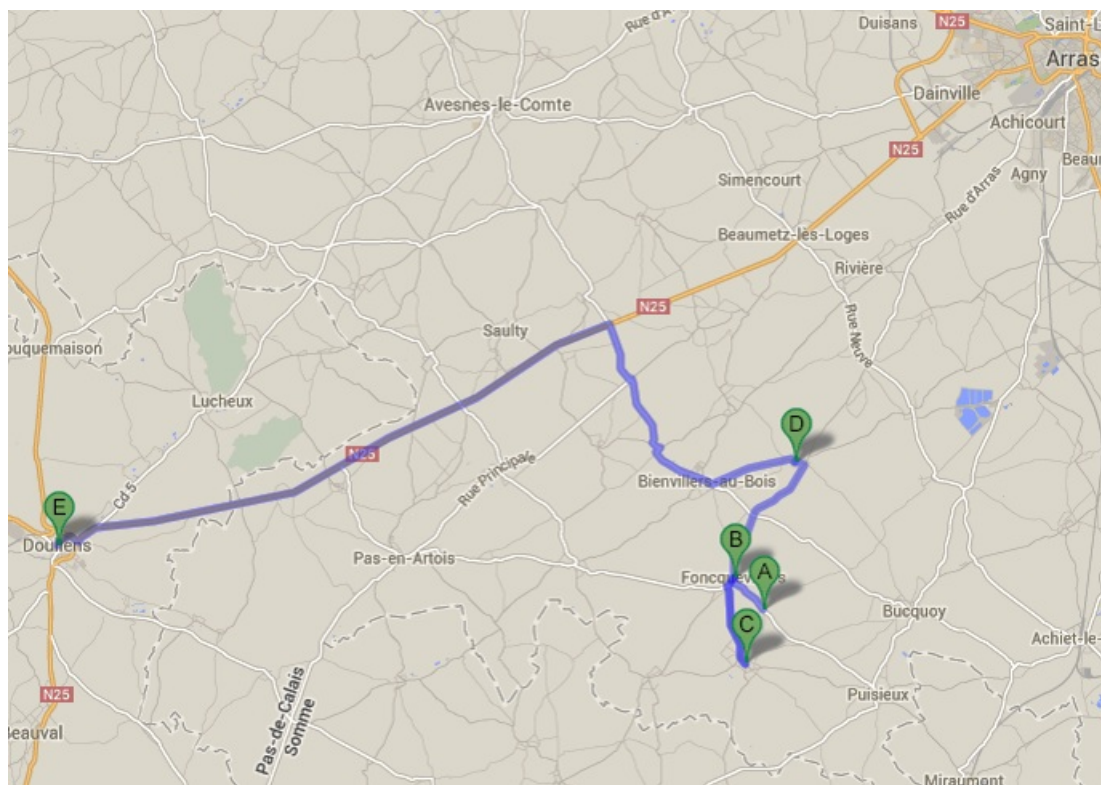 Rue d'A
Duisans
Saint-L
N25
Arras
Avesnes-le-Comte
Dainville
Achicourt
N25
Beau
Simencourt
Agny
Rue d'Arras
Beaumetz-lès-Loges
Rivière
N25
Rue Neuve
Saulty
ouquemaison
Lucheux
D
N25
Rue Principale
Bienvillers-au-Bois
Cd 5
E
Doullens
B
Pas-en-Artois
Foncquevillers
A
Bucquoy
C
Achiet-le-
N25
Puisieux
Beauval
Pas-de-Calais
Somme
Miraumont